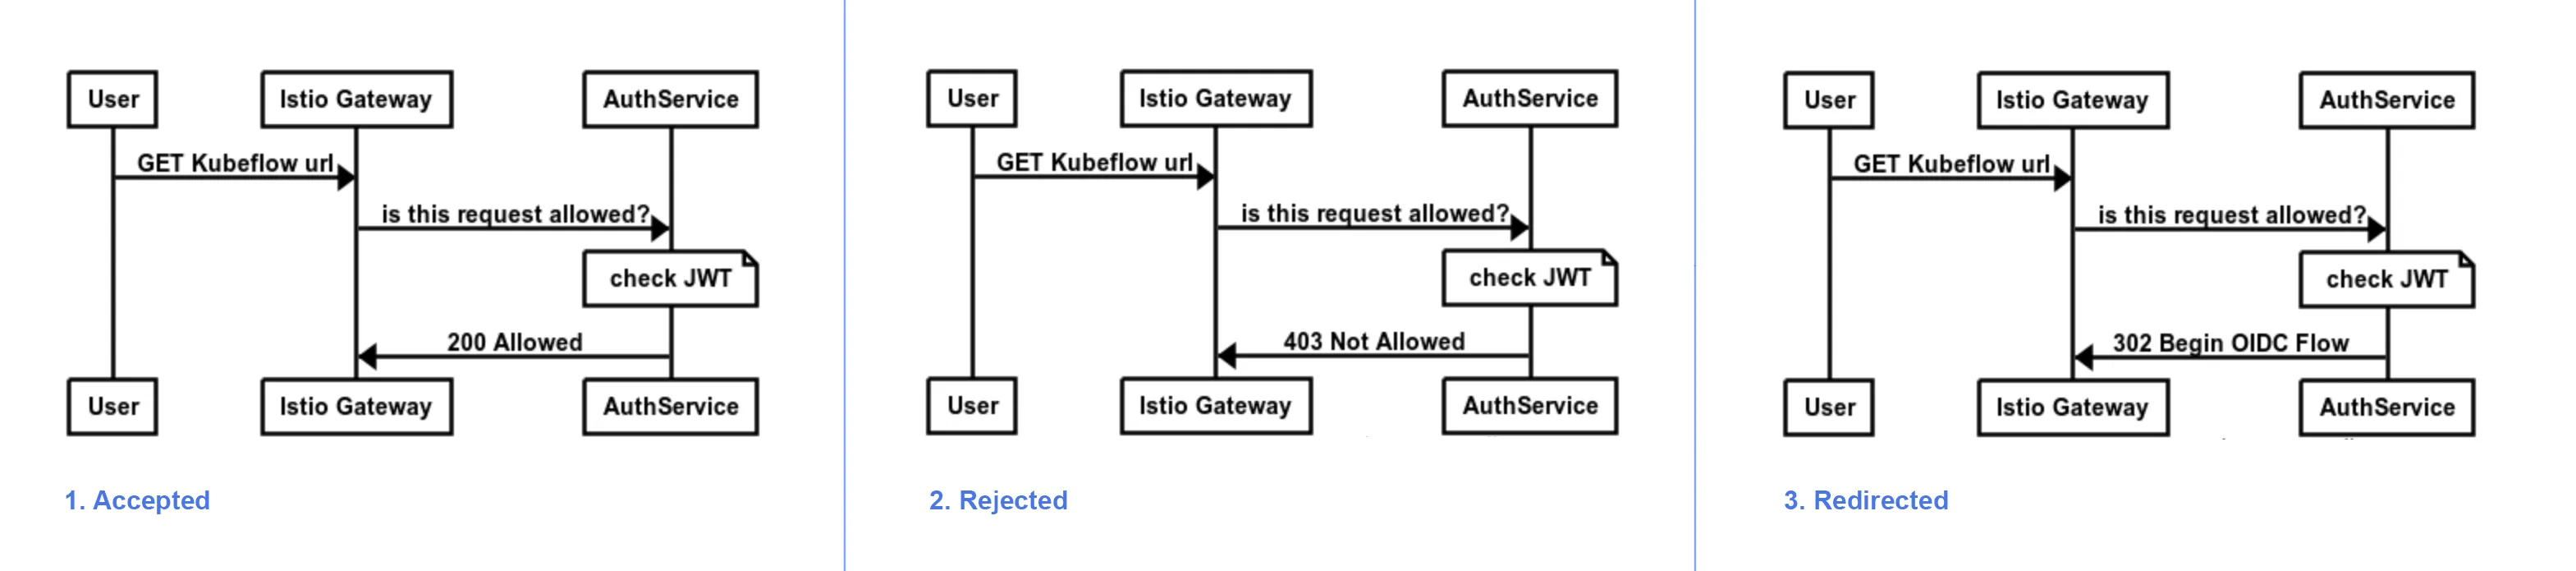 User
Istio Gateway
AuthService
GET Kubeflow url
is this request allowed?
check JWT
200 Allowed
User
Istio Gateway
AuthService
1. Accepted
User
Istio Gateway
AuthService
GET Kubeflow url
is this request allowed?
check JWT
403 Not Allowed
User
Istio Gateway
AuthService
2. Rejected
User
Istio Gateway
AuthService
GET Kubeflow url
is this request allowed?
check JWT
302 Begin OIDC Flow
User
Istio Gateway
AuthService
3. Redirected